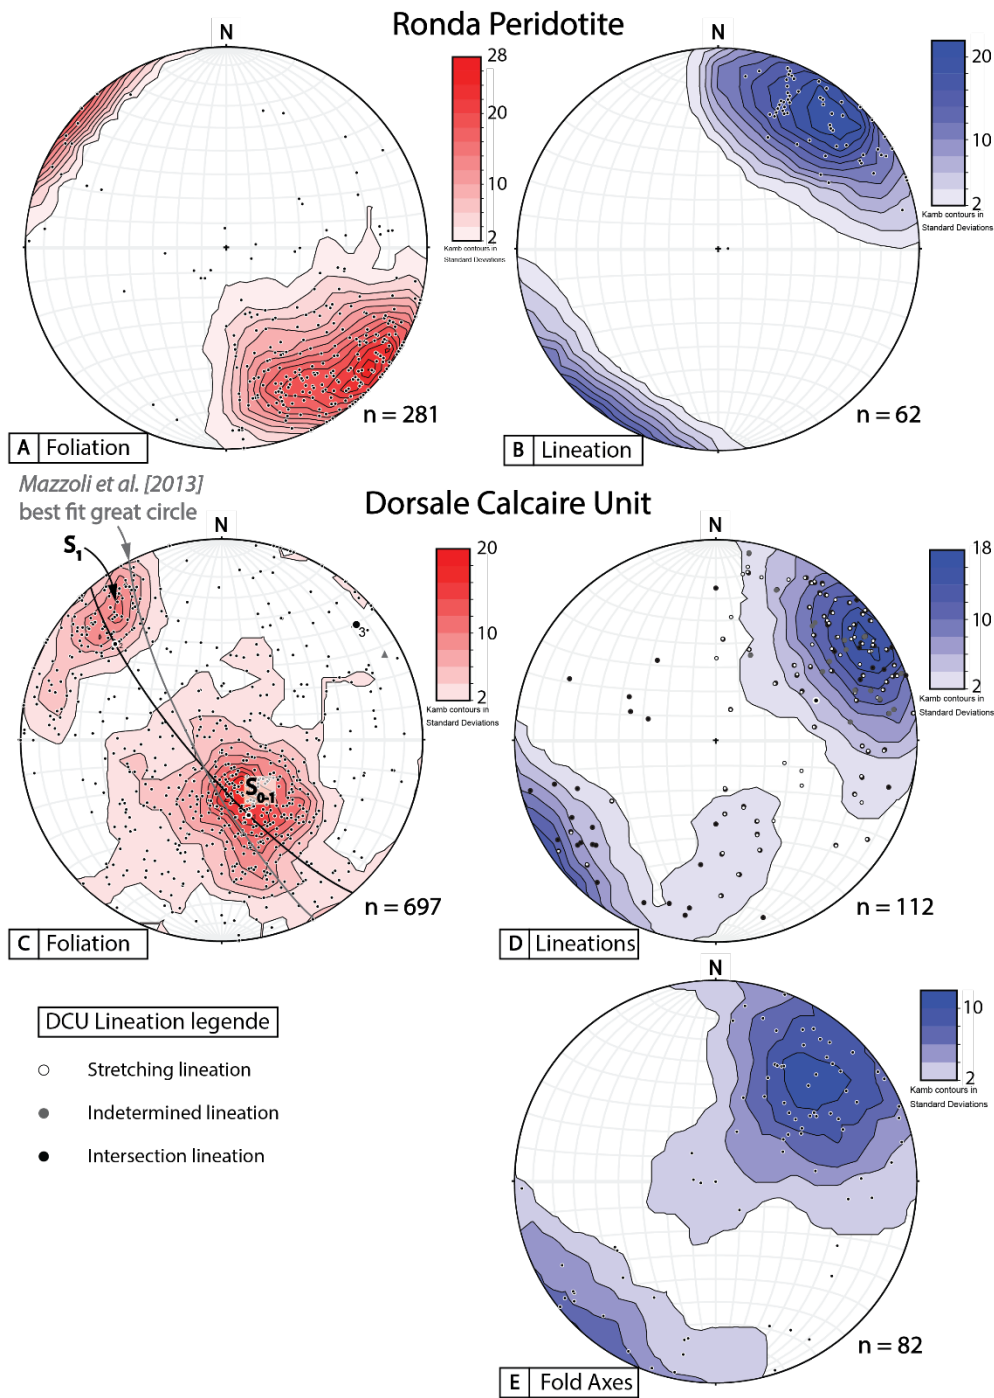 Ronda Peridotite
N
28
20
10
2
Kamb contours in
Standard Deviations
n = 281
A Foliation
N
20
10
2
Kamb contours in
Standard Deviations
n = 62
B Lineation
Mazzoli et al. [2013]
best fit great circle
Dorsale Calcaire Unit
S1
N
3
S0-1
20
10
2
Kamb contours in
Standard Deviations
n = 697
C Foliation
N
18
10
2
Kamb contours in
Standard Deviations
n = 112
D Lineations
DCU Lineation legende
Stretching lineation
Indetermined lineation
Intersection lineation
N
10
2
Kamb contours in
Standard Deviations
n = 82
E Fold Axes